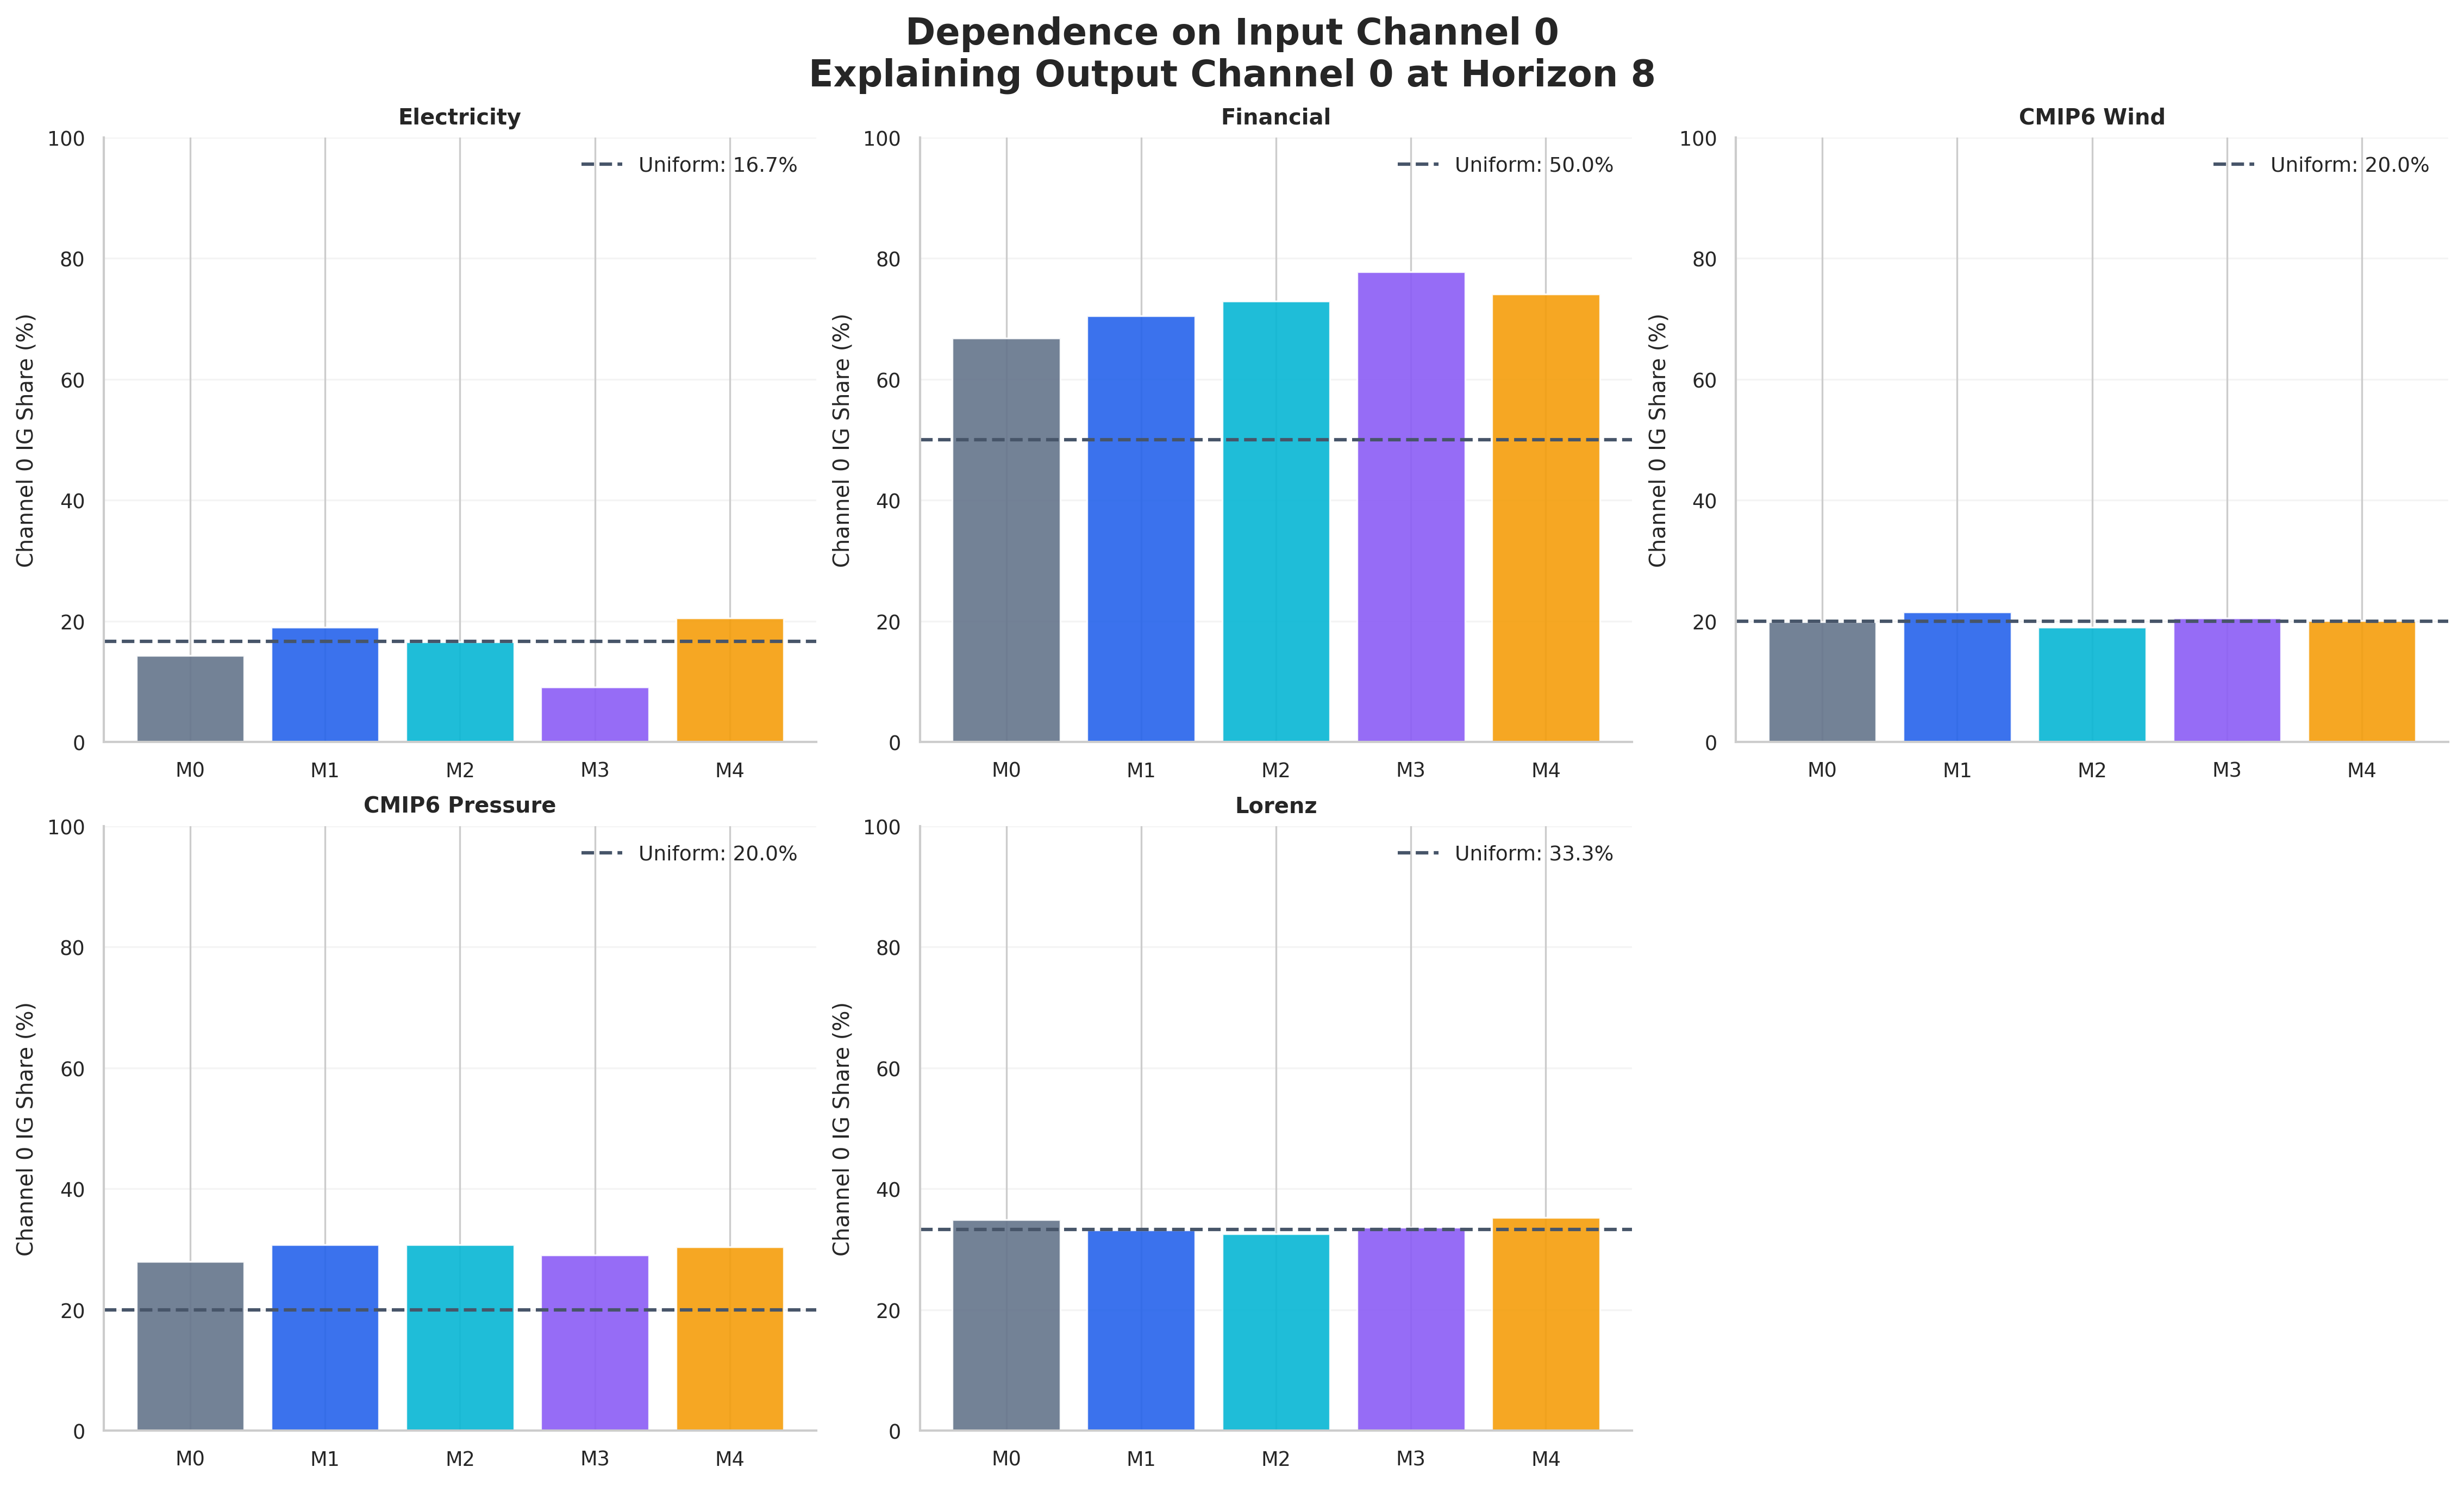 Dependence on Input Channel 0
Explaining Output Channel 0 at Horizon 8
Electricity
Channel 0 IG Share (%)
100
80
60
40
20
0
Uniform: 16.7%
M0 M1 M2 M3 M4
Financial
Channel 0 IG Share (%)
100
80
60
40
20
0
Uniform: 50.0%
M0 M1 M2 M3 M4
CMIP6 Wind
Channel 0 IG Share (%)
100
80
60
40
20
0
Uniform: 20.0%
M0 M1 M2 M3 M4
CMIP6 Pressure
Channel 0 IG Share (%)
100
80
60
40
20
0
Uniform: 20.0%
M0 M1 M2 M3 M4
Lorenz
Channel 0 IG Share (%)
100
80
60
40
20
0
Uniform: 33.3%
M0 M1 M2 M3 M4